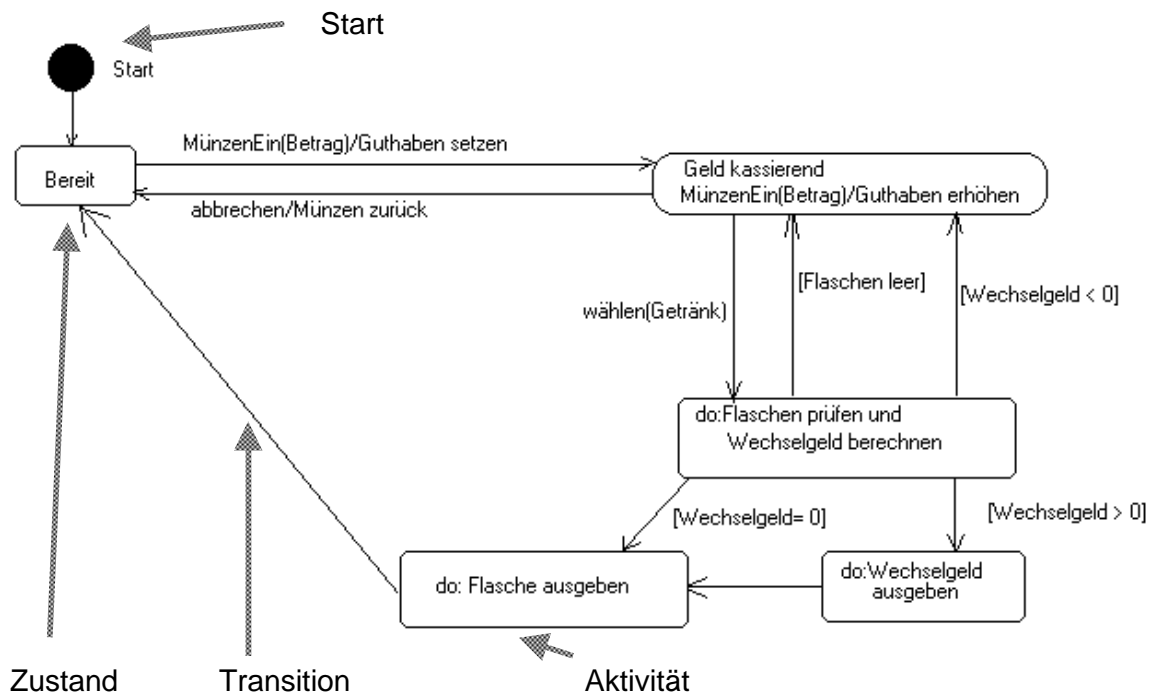 Start
Start
MünzenEin(Betrag)/Guthaben setzen
Bereit
abbrechen/Münzen zurück
Geld kassierend
MünzenEin(Betrag)/Guthaben erhöhen
[Flaschen leer]
[Wechselgeld < 0]
wählen(Getränk)
do:Flaschen prüfen und
Wechselgeld berechnen
[Wechselgeld= 0]
[Wechselgeld > 0]
do: Flasche ausgeben
do:Wechselgeld
ausgeben
Zustand
Transition
Aktivität